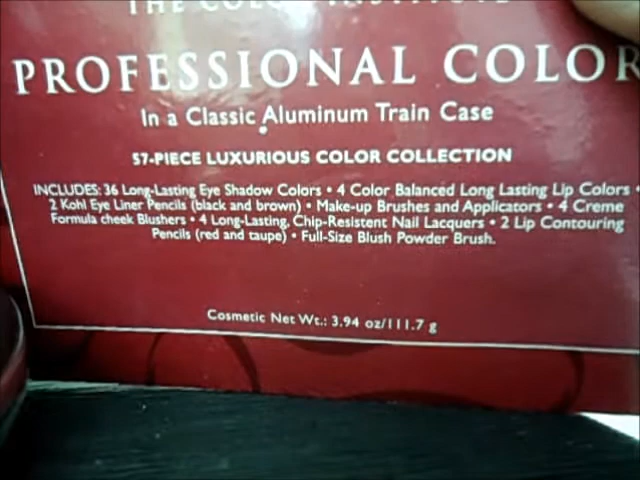 THE COLOR INSTITUTE
PROFESSIONAL COLOR
In a Classic Aluminum Train Case
57-PIECE LUXURIOUS COLOR COLLECTION
INCLUDES: 36 Long-Lasting Eye Shadow Colors • 4 Color Balanced Long Lasting Lip Colors •
2 Kohl Eye Liner Pencils (black and brown) • Make-up Brushes and Applicators • 4 Creme
Formula cheek Blushers • 4 Long-Lasting, Chip-Resistent Nail Lacquers • 2 Lip Contouring
Pencils (red and taupe) • Full-Size Blush Powder Brush.
Cosmetic Net Wt.: 3.94 oz/111.7 g